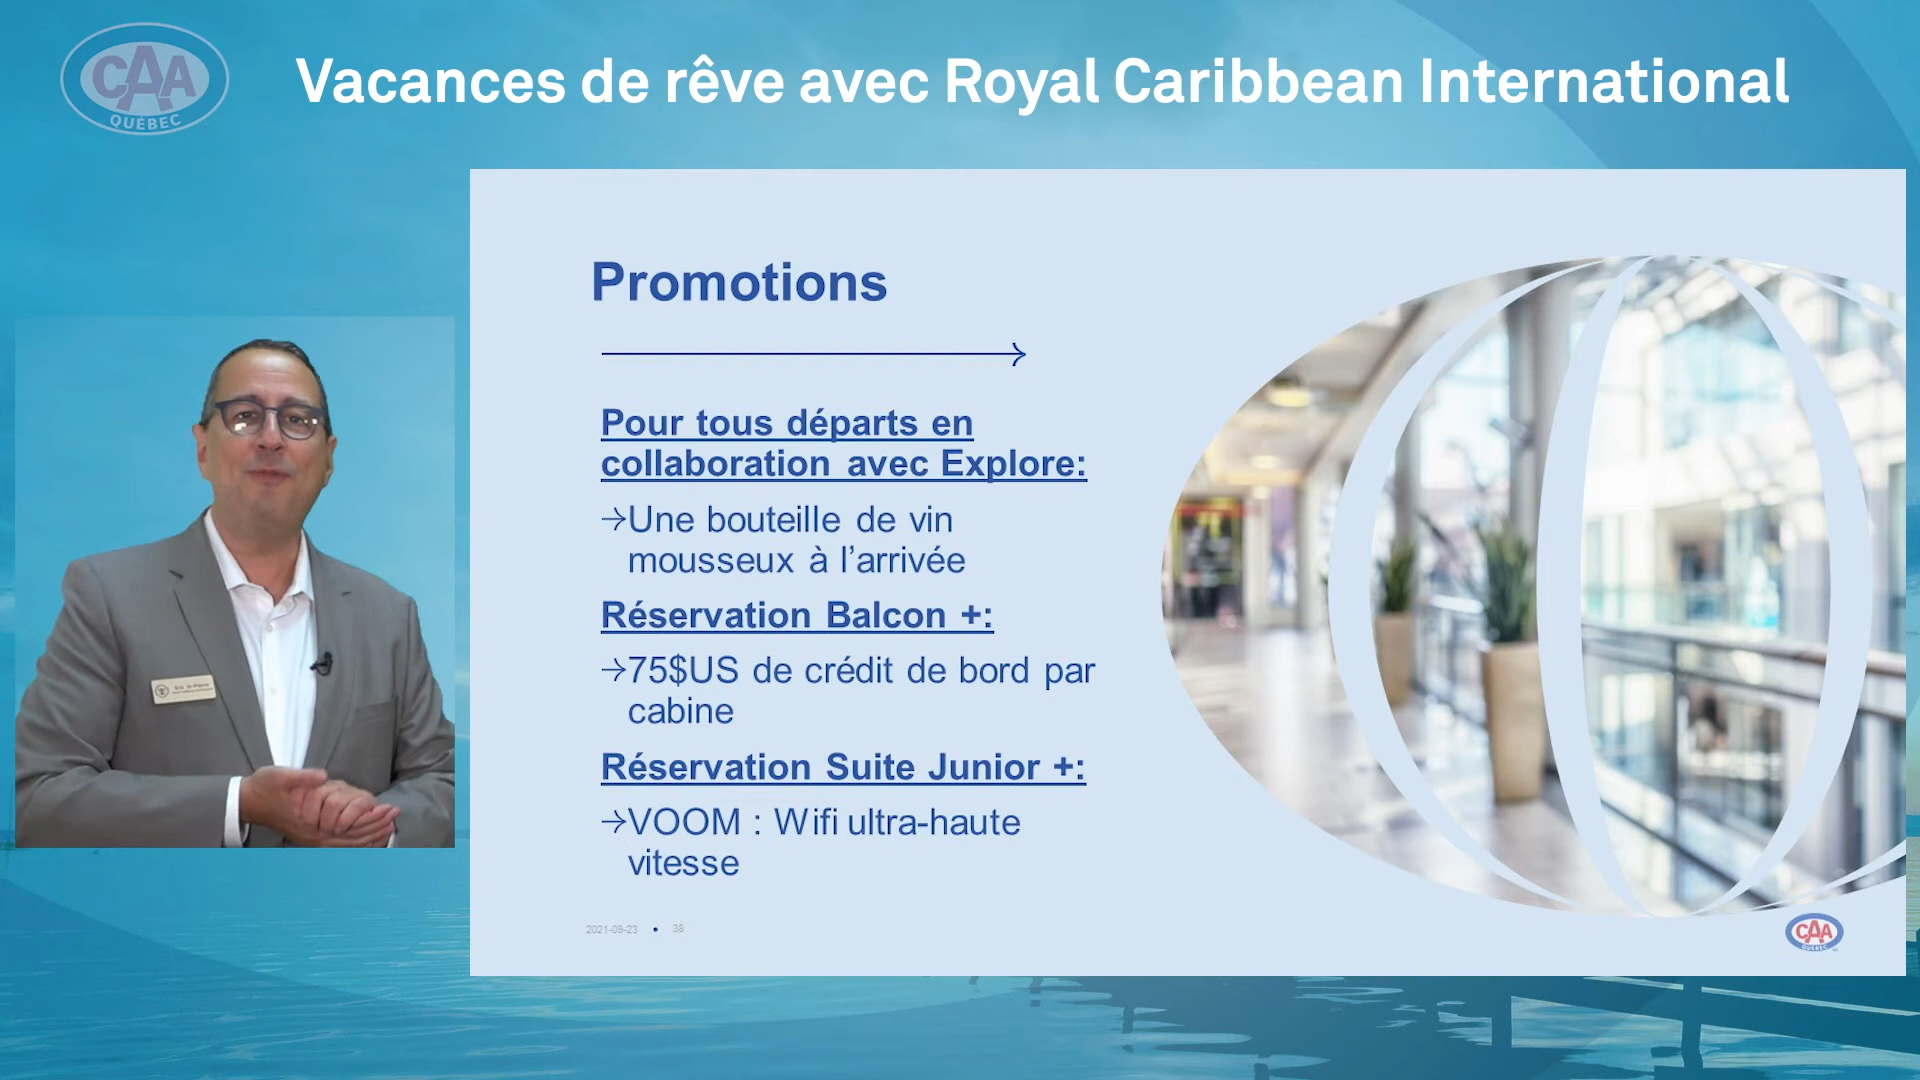 CAA
QUÉBEC
Vacances de rêve avec Royal Caribbean International
Promotions
Pour tous départs en
collaboration avec Explore:
→Une bouteille de vin
mousseux à l’arrivée
Réservation Balcon +:
→75$US de crédit de bord par
cabine
Réservation Suite Junior +:
→VOOM : Wifi ultra-haute
vitesse
2021-09-23 • 38
CAA
QUÉBEC